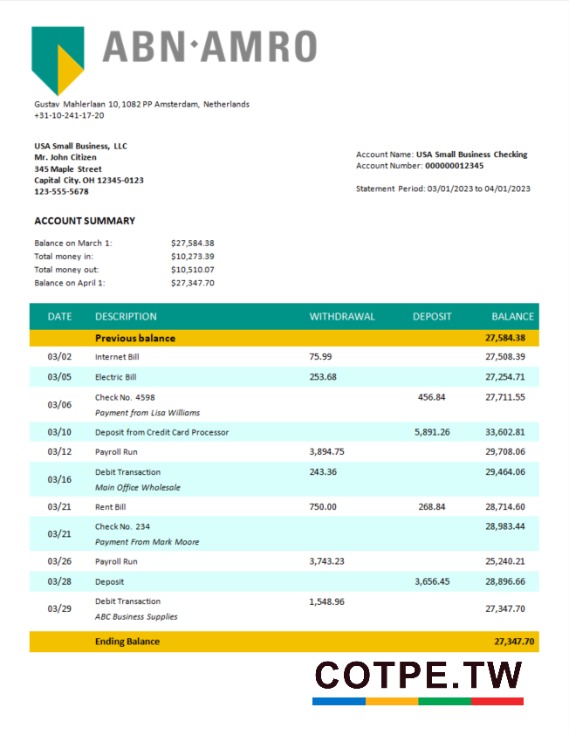 ABN·AMRO
Gustav Mahlerlaan 10, 1082 PP Amsterdam, Netherlands
+31-10-241-17-20
USA Small Business, LLC
Mr. John Citizen
345 Maple Street
Capital City. OH 12345-0123
123-555-5678
Account Name: USA Small Business Checking
Account Number: 000000012345
Statement Period: 03/01/2023 to 04/01/2023
ACCOUNT SUMMARY
Balance on March 1: $27,584.38
Total money in: $10,273.39
Total money out: $10,510.07
Balance on April 1: $27,347.70
DATE DESCRIPTION WITHDRAWAL DEPOSIT BALANCE
Previous balance 27,584.38
03/02 Internet Bill 75.99 27,508.39
03/05 Electric Bill 253.68 27,254.71
03/06 Check No. 4598 456.84 27,711.55
Payment from Lisa Williams
03/10 Deposit from Credit Card Processor 5,891.26 33,602.81
03/12 Payroll Run 3,894.75 29,708.06
03/16 Debit Transaction 243.36 29,464.06
Main Office Wholesale
03/21 Rent Bill 750.00 268.84 28,714.60
03/21 Check No. 234 28,983.44
Payment From Mark Moore
03/26 Payroll Run 3,743.23 25,240.21
03/28 Deposit 3,656.45 28,896.66
03/29 Debit Transaction 1,548.96 27,347.70
ABC Business Supplies
Ending Balance 27,347.70
COTPE.TW